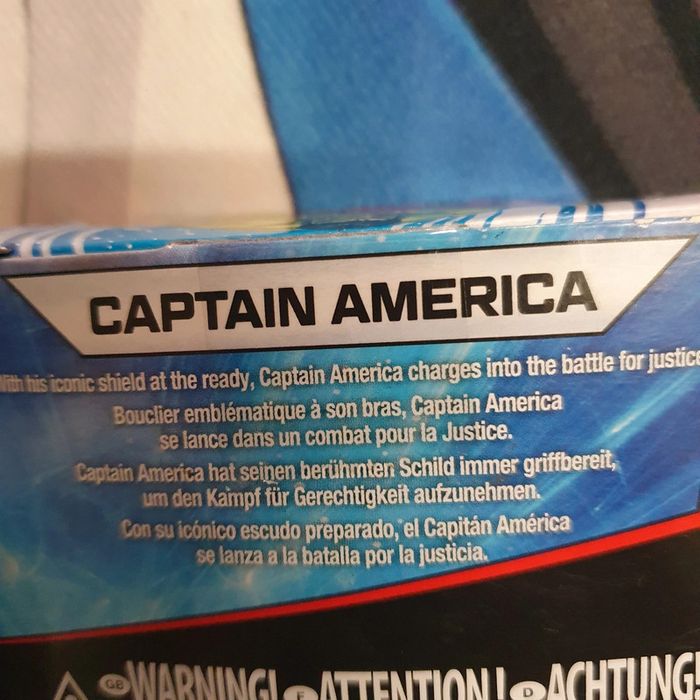 CAPTAIN AMERICA
With his iconic shield at the ready, Captain America charges into the battle for justice
Bouclier emblématique à son bras, Captain America
se lance dans un combat pour la Justice.
Captain America hat seinen berühmten Schild immer griffbereit,
um den Kampf für Gerechtigkeit aufzunehmen.
Con su icónico escudo preparado, el Capitán América
se lanza a la batalla por la justicia.
GB WARNING! F ATTENTION! D ACHTUNG!